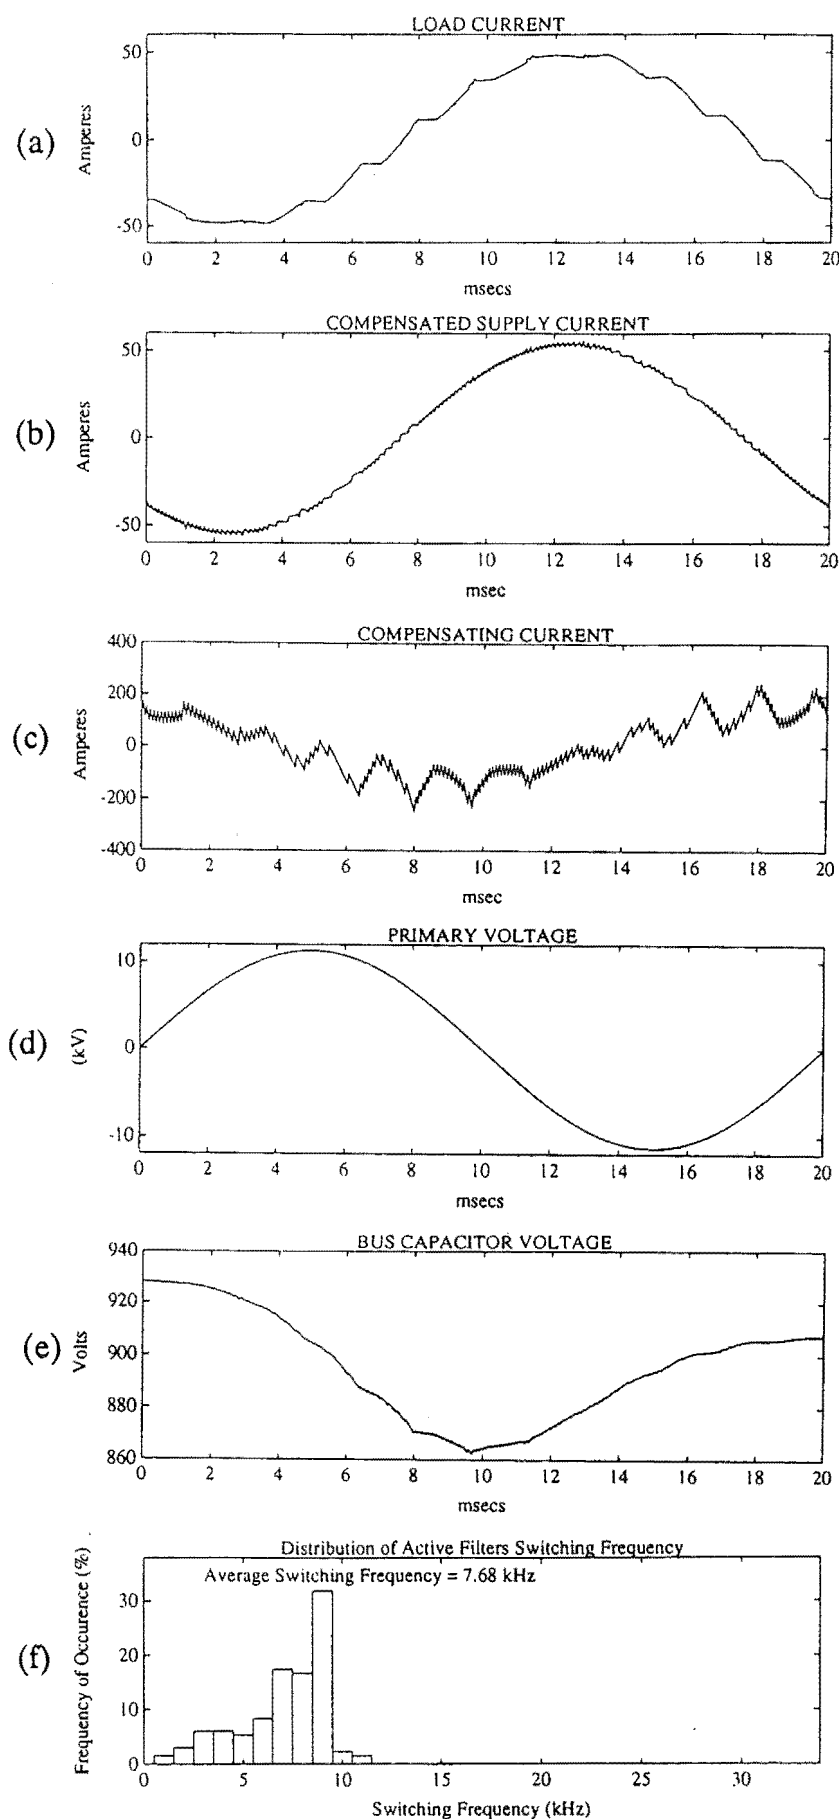 LOAD CURRENT
(a)
Amperes
50
0
-50
0 2 4 6 8 10 12 14 16 18 20
msecs
COMPENSATED SUPPLY CURRENT
(b)
Amperes
50
0
-50
0 2 4 6 8 10 12 14 16 18 20
msec
COMPENSATING CURRENT
(c)
Amperes
400
200
0
-200
-400
0 2 4 6 8 10 12 14 16 18 20
msec
PRIMARY VOLTAGE
(d)
(kV)
10
0
-10
0 2 4 6 8 10 12 14 16 18 20
msecs
BUS CAPACITOR VOLTAGE
(e)
Volts
940
920
900
880
860
0 2 4 6 8 10 12 14 16 18 20
msecs
Distribution of Active Filters Switching Frequency
Average Switching Frequency = 7.68 kHz
(f)
Frequency of Occurence (%)
30
20
10
0
0 5 10 15 20 25 30
Switching Frequency (kHz)